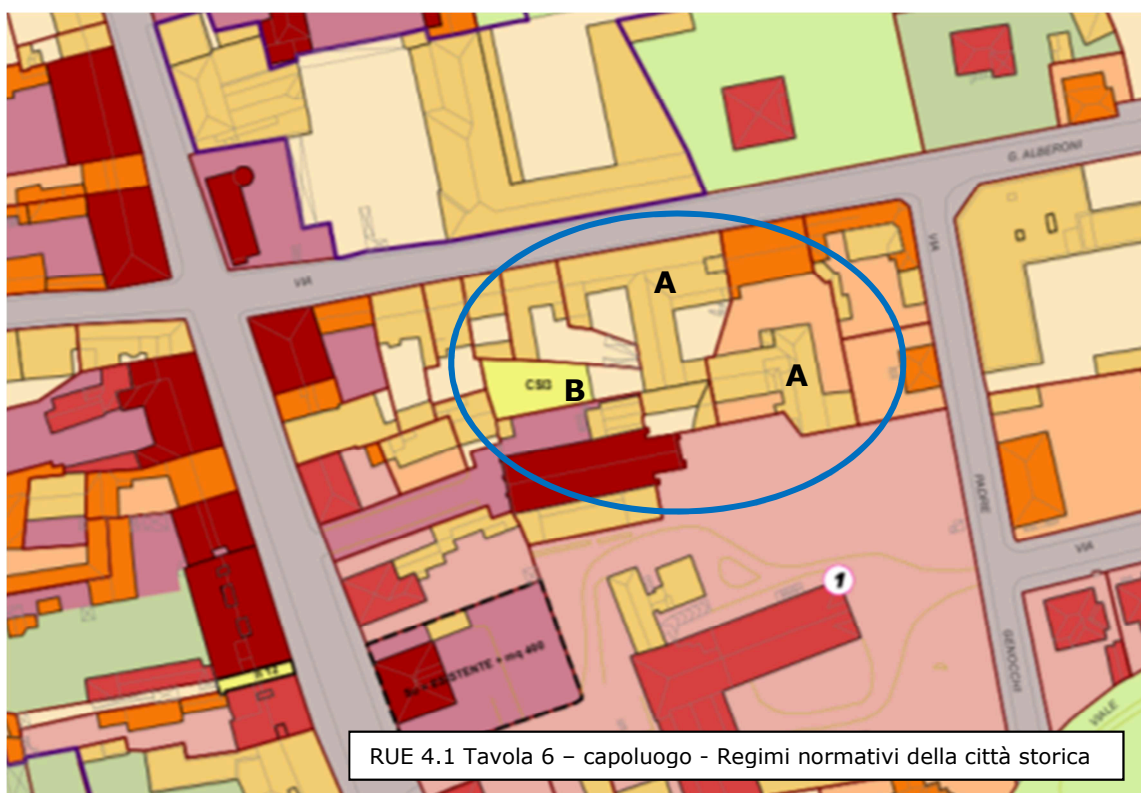 G. ALBERONI
VIA
VIA
A
CS13
B
A
PADRE
1
VIA
Su = ESISTENTE + mq 400
GENOCCHI
VIALE
RUE 4.1 Tavola 6 – capoluogo - Regimi normativi della città storica